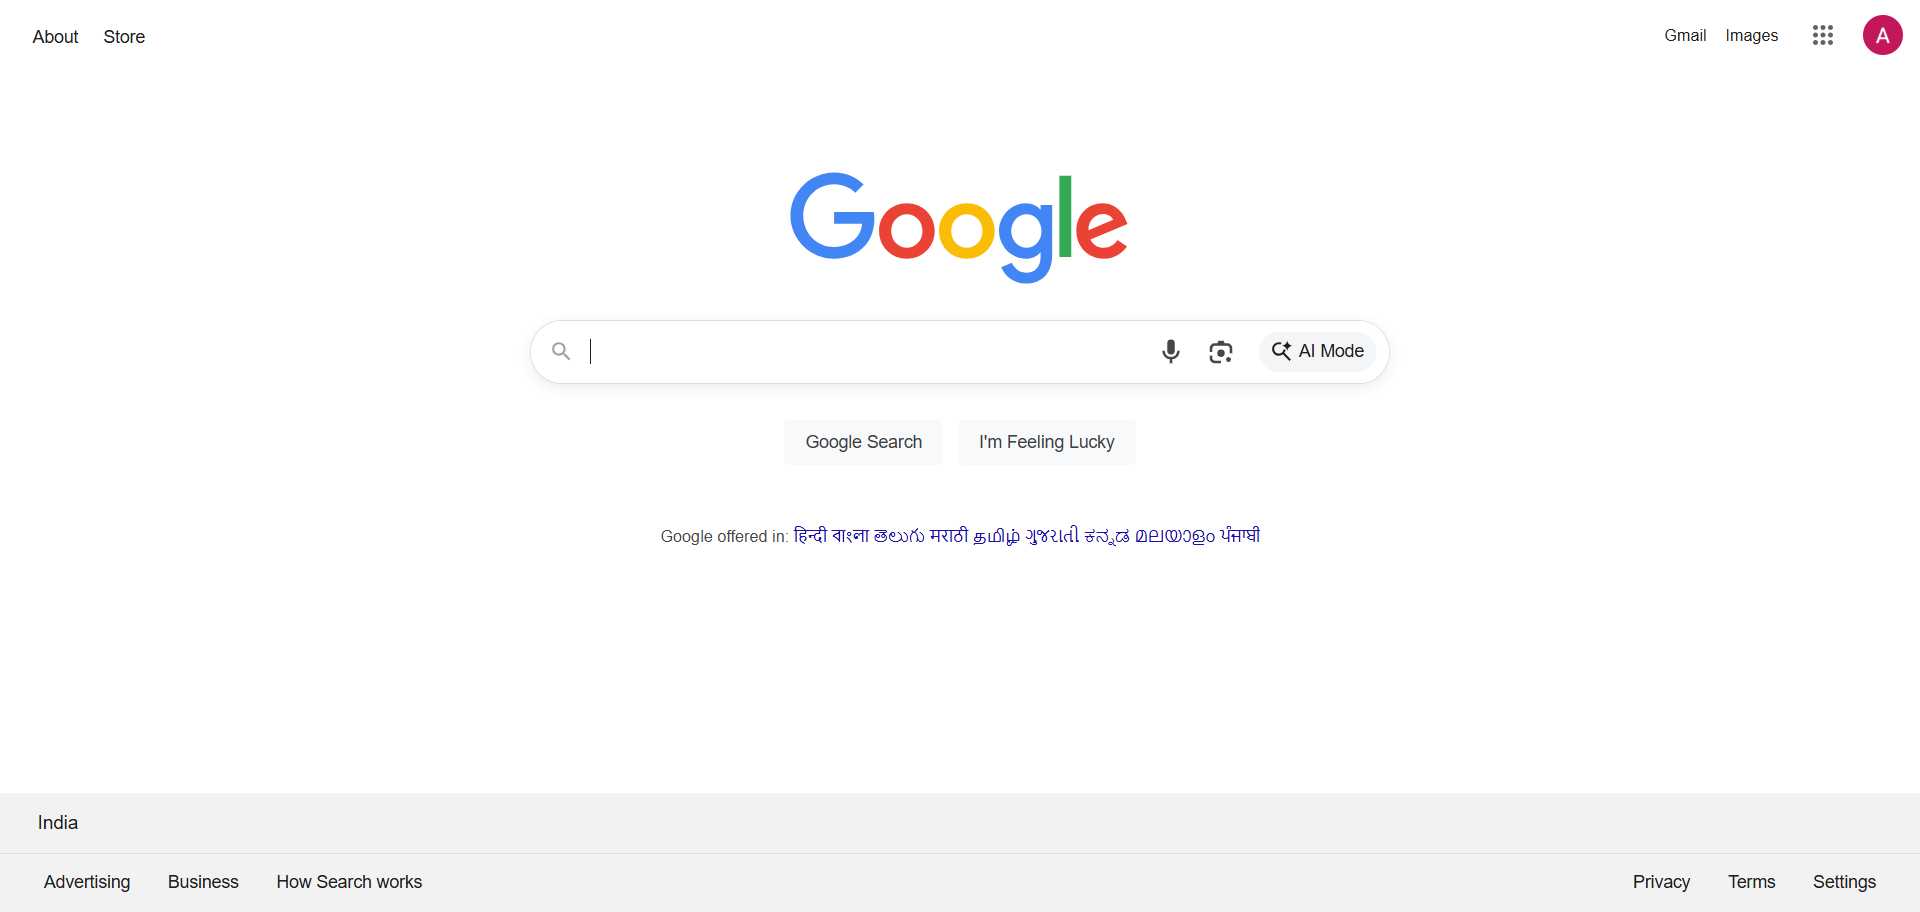 About Store
Gmail Images
A
Google
AI Mode
Google Search I'm Feeling Lucky
Google offered in: हिन्दी বাংলা తెలుగు मराठी தமிழ் ગુજરાતી ಕನ್ನಡ മലയാളം ਪੰਜਾਬੀ
India
Advertising Business How Search works
Privacy Terms Settings